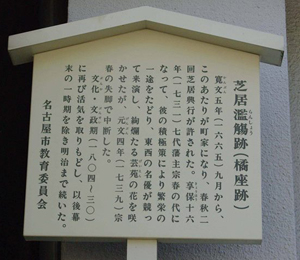 芝居濫觴跡(橘座跡)
寛文五年(一六六五)九月から、
このあたりが町家になり、春秋二
回芝居興行が許された。享保十六
年(一七三一)七代藩主宗春の代に
なって、彼の積極策により繁栄の
一途をたどり、東西の名優が競っ
て来演し、絢爛たる芸苑の花を咲
かせたが、元文四年(一七三九)宗
春の失脚で中断した。
文化・文政期(一八〇四~三〇)
に再び活気を取りもどし、以後幕
末の一時期を除き明治まで続いた。
名古屋市教育委員会